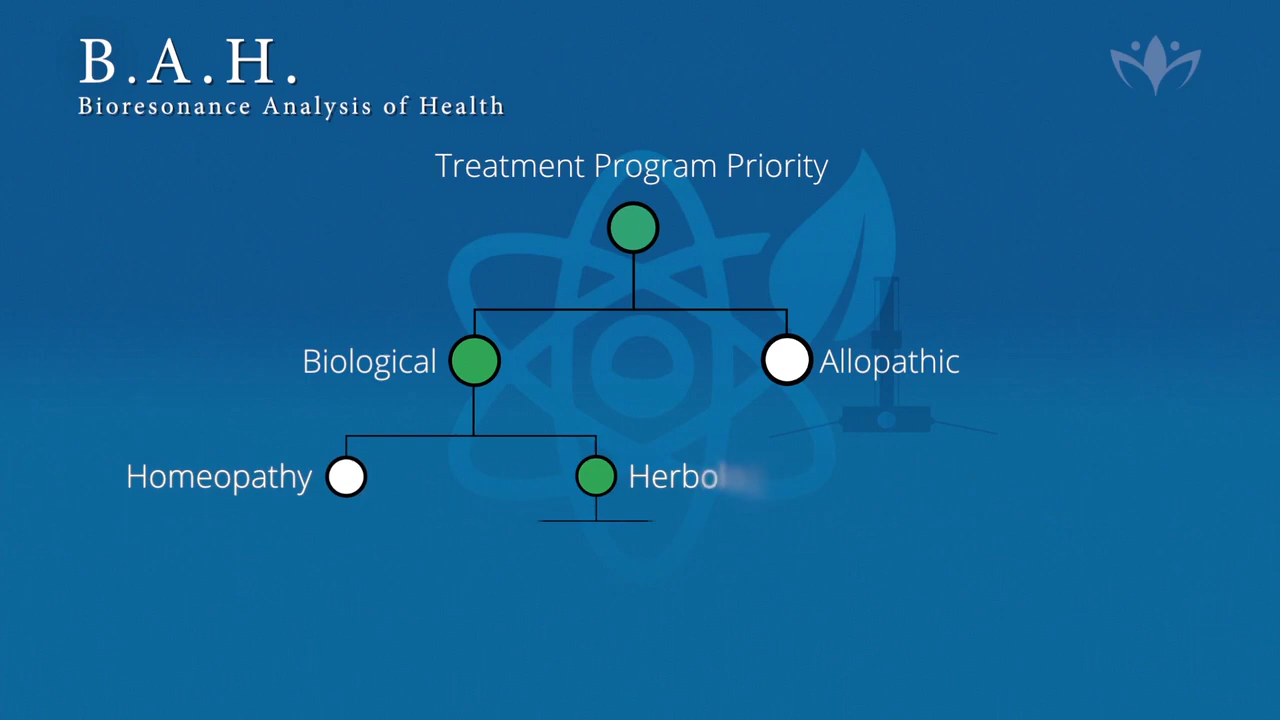 B.A.H.
Bioresonance Analysis of Health
Treatment Program Priority
Biological
Allopathic
Homeopathy